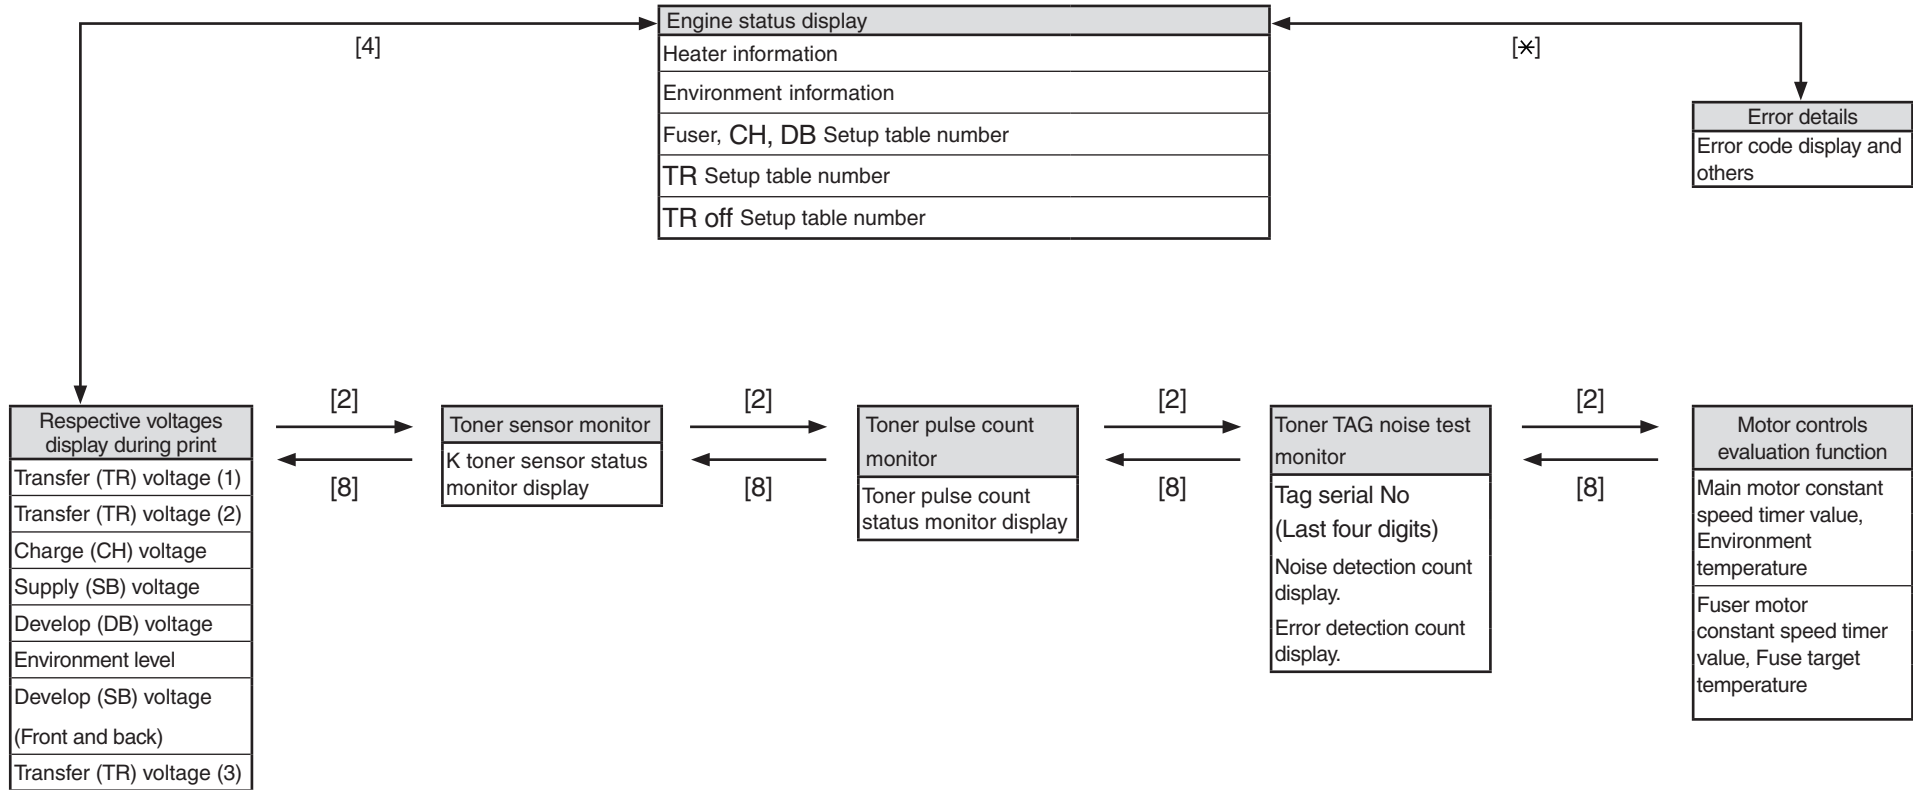 Engine status display
[4]
[*]
Heater information
Environment information
Fuser, CH, DB Setup table number
TR Setup table number
TR off Setup table number
Error details
Error code display and
others
[2]
[8]
[2]
[8]
[2]
[8]
[2]
[8]
Respective voltages
display during print
Transfer (TR) voltage (1)
Transfer (TR) voltage (2)
Charge (CH) voltage
Supply (SB) voltage
Develop (DB) voltage
Environment level
Develop (SB) voltage
(Front and back)
Transfer (TR) voltage (3)
Toner sensor monitor
K toner sensor status
monitor display
Toner pulse count
monitor
Toner pulse count
status monitor display
Toner TAG noise test
monitor
Tag serial No
(Last four digits)
Noise detection count
display.
Error detection count
display.
Motor controls
evaluation function
Main motor constant
speed timer value,
Environment
temperature
Fuser motor
constant speed timer
value, Fuse target
temperature